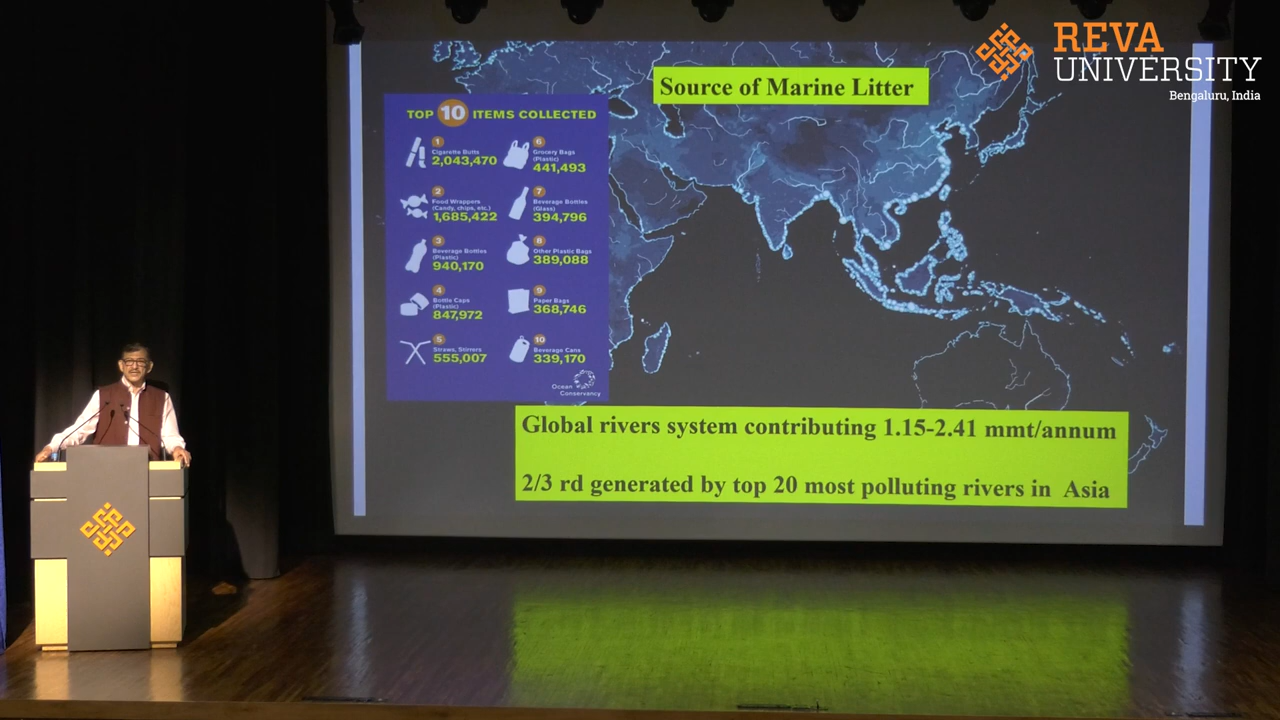 REVA
UNIVERSITY
Bengaluru, India
Source of Marine Litter
TOP 10 ITEMS COLLECTED
1
Cigarette Butts
2,043,470
2
Food Wrappers
(Candy, chips, etc.)
1,685,422
3
Beverage Bottles
(Plastic)
940,170
4
Bottle Caps
(Plastic)
847,972
5
Straws, Stirrers
555,007
6
Grocery Bags
(Plastic)
441,493
7
Beverage Bottles
(Glass)
394,796
8
Other Plastic Bags
389,088
9
Paper Bags
368,746
10
Beverage Cans
339,170
Ocean
Conservancy
Global rivers system contributing 1.15-2.41 mmt/annum
2/3 rd generated by top 20 most polluting rivers in Asia